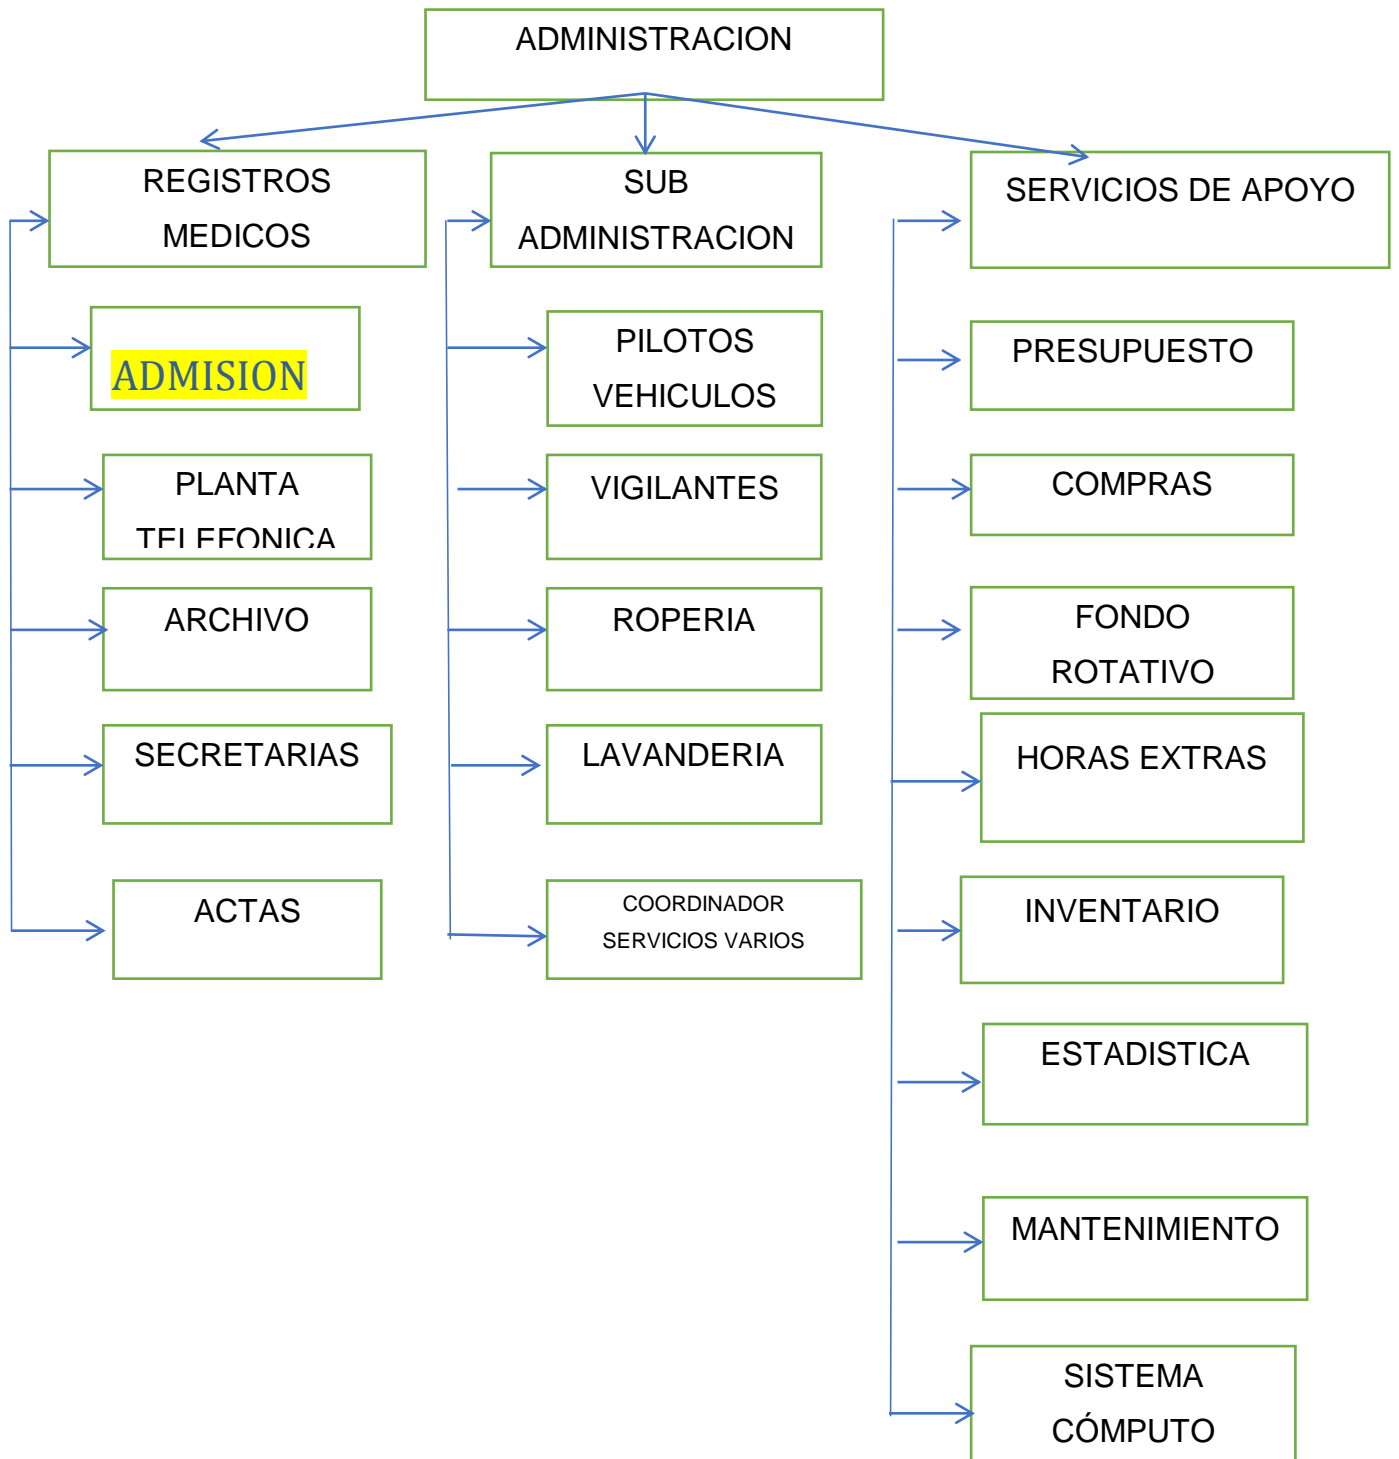 ADMINISTRACION
REGISTROS
MEDICOS
ADMISION
PLANTA
TELEFONICA
ARCHIVO
SECRETARIAS
ACTAS
SUB
ADMINISTRACION
PILOTOS
VEHICULOS
VIGILANTES
ROPERIA
LAVANDERIA
COORDINADOR
SERVICIOS VARIOS
SERVICIOS DE APOYO
PRESUPUESTO
COMPRAS
FONDO
ROTATIVO
HORAS EXTRAS
INVENTARIO
ESTADISTICA
MANTENIMIENTO
SISTEMA
CÓMPUTO